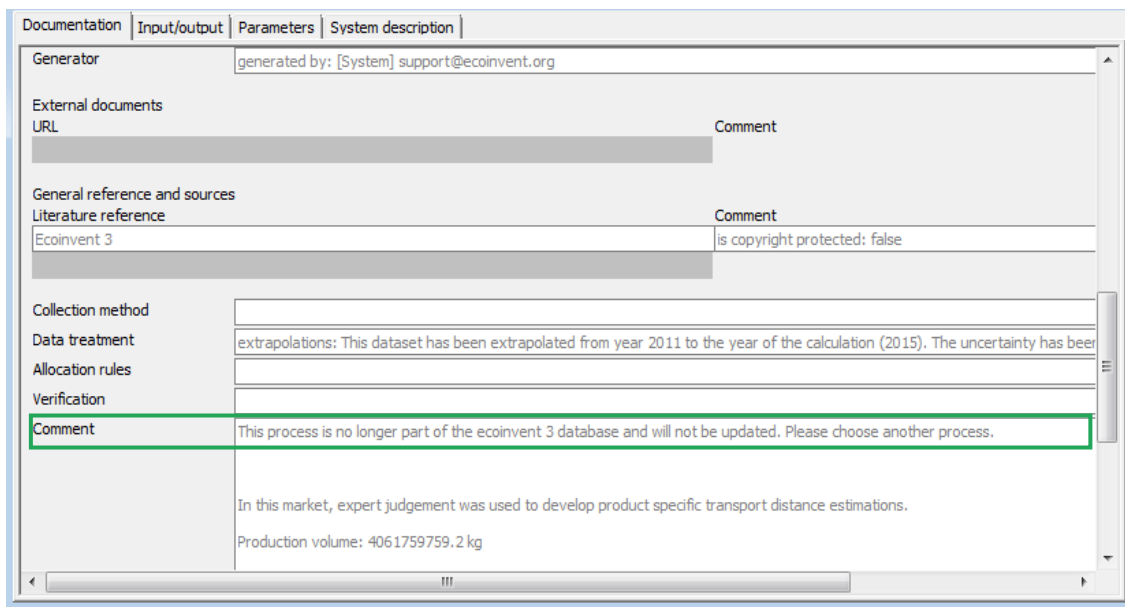 Documentation Input/output Parameters System description
Generator generated by: [System] support@ecoinvent.org
External documents
URL Comment
General reference and sources
Literature reference Comment
Ecoinvent 3 is copyright protected: false
Collection method
Data treatment extrapolations: This dataset has been extrapolated from year 2011 to the year of the calculation (2015). The uncertainty has been
Allocation rules
Verification
Comment This process is no longer part of the ecoinvent 3 database and will not be updated. Please choose another process.
In this market, expert judgement was used to develop product specific transport distance estimations.
Production volume: 4061759759.2 kg